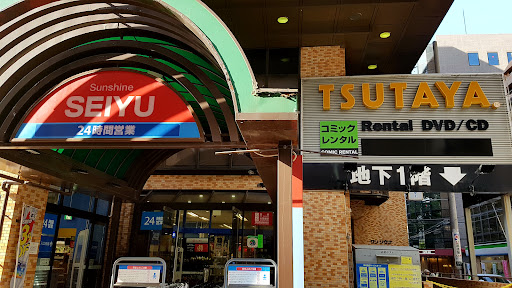 Sunshine
SEIYU
24時間営業
TSUTAYA.
コミック
レンタル
COMIC RENTAL
Rental DVD/CD
地下1階
24